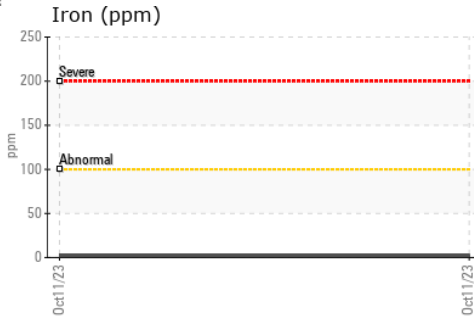 Iron (ppm)
250
Severe
200
150
ppm
Abnormal
100
50
0
Oct11/23
Oct11/23